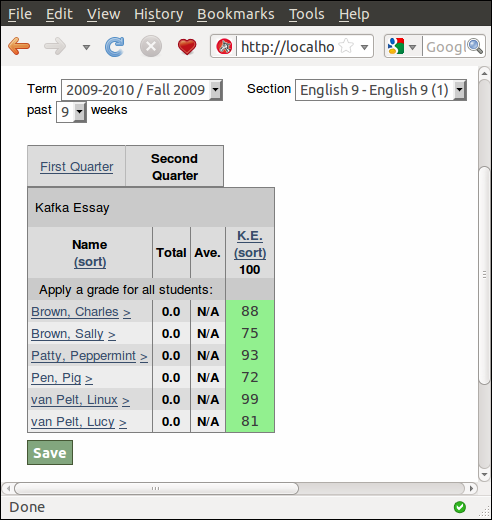 File Edit View History Bookmarks Tools Help
http://localho Googl
Term 2009-2010 / Fall 2009 Section English 9 - English 9 (1)
past 9 weeks
First Quarter Second Quarter
Kafka Essay
Name (sort) Total Ave. K.E. (sort) 100
Apply a grade for all students:
Brown, Charles > 0.0 N/A 88
Brown, Sally > 0.0 N/A 75
Patty, Peppermint > 0.0 N/A 93
Pen, Pig > 0.0 N/A 72
van Pelt, Linux > 0.0 N/A 99
van Pelt, Lucy > 0.0 N/A 81
Save
Done